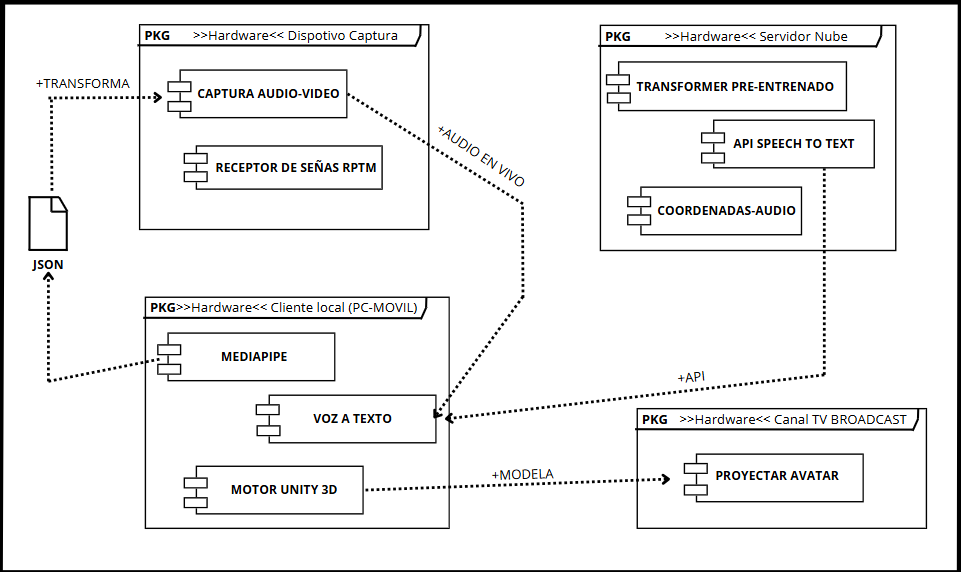 PKG >>Hardware<< Dispotivo Captura
CAPTURA AUDIO-VIDEO
RECEPTOR DE SEÑAS RPTM
PKG >>Hardware<< Servidor Nube
TRANSFORMER PRE-ENTRENADO
API SPEECH TO TEXT
COORDENADAS-AUDIO
+TRANSFORMA
+AUDIO EN VIVO
JSON
PKG>>Hardware<< Cliente local (PC-MOVIL)
MEDIAPIPE
VOZ A TEXTO
MOTOR UNITY 3D
+API
+MODELA
PKG >>Hardware<< Canal TV BROADCAST
PROYECTAR AVATAR